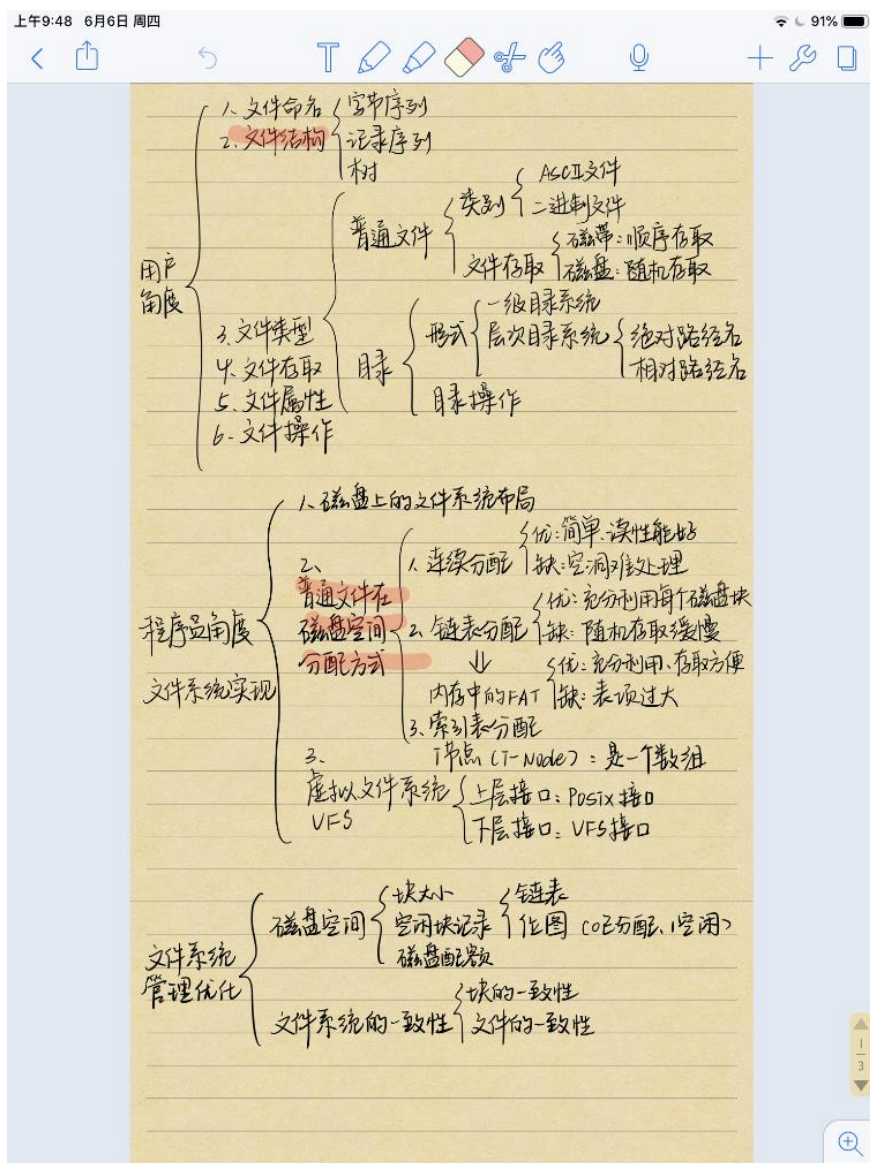 上午9:48 6月6日 周四
91%
T
用户
角度
1、文件命名
2、文件结构
字节序列
记录序列
树
3、文件类型
4、文件存取
5、文件属性
6、文件操作
普通文件
类别
ASCII文件
二进制文件
文件存取
磁带：顺序存取
磁盘：随机存取
目录
形式
一级目录系统
层次目录系统
绝对路径名
相对路径名
目录操作
程序员角度
文件系统实现
1、磁盘上的文件系统布局
2、
普通文件在
磁盘空间
分配方式
1、连续分配
优：简单、读性能好
缺：空洞难处理
2、链表分配
优：充分利用每个磁盘块
缺：随机存取缓慢
⇓
内存中的FAT
优：充分利用、存取方便
缺：表项过大
3、索引表分配
I节点（I-Node）：是一个数组
3、
虚拟文件系统
VFS
上层接口：POSIX接口
下层接口：VFS接口
文件系统
管理优化
磁盘空间
块大小
空闲块记录
链表
位图（0已分配、1空闲）
磁盘配额
文件系统的一致性
块的一致性
文件的一致性
1
3